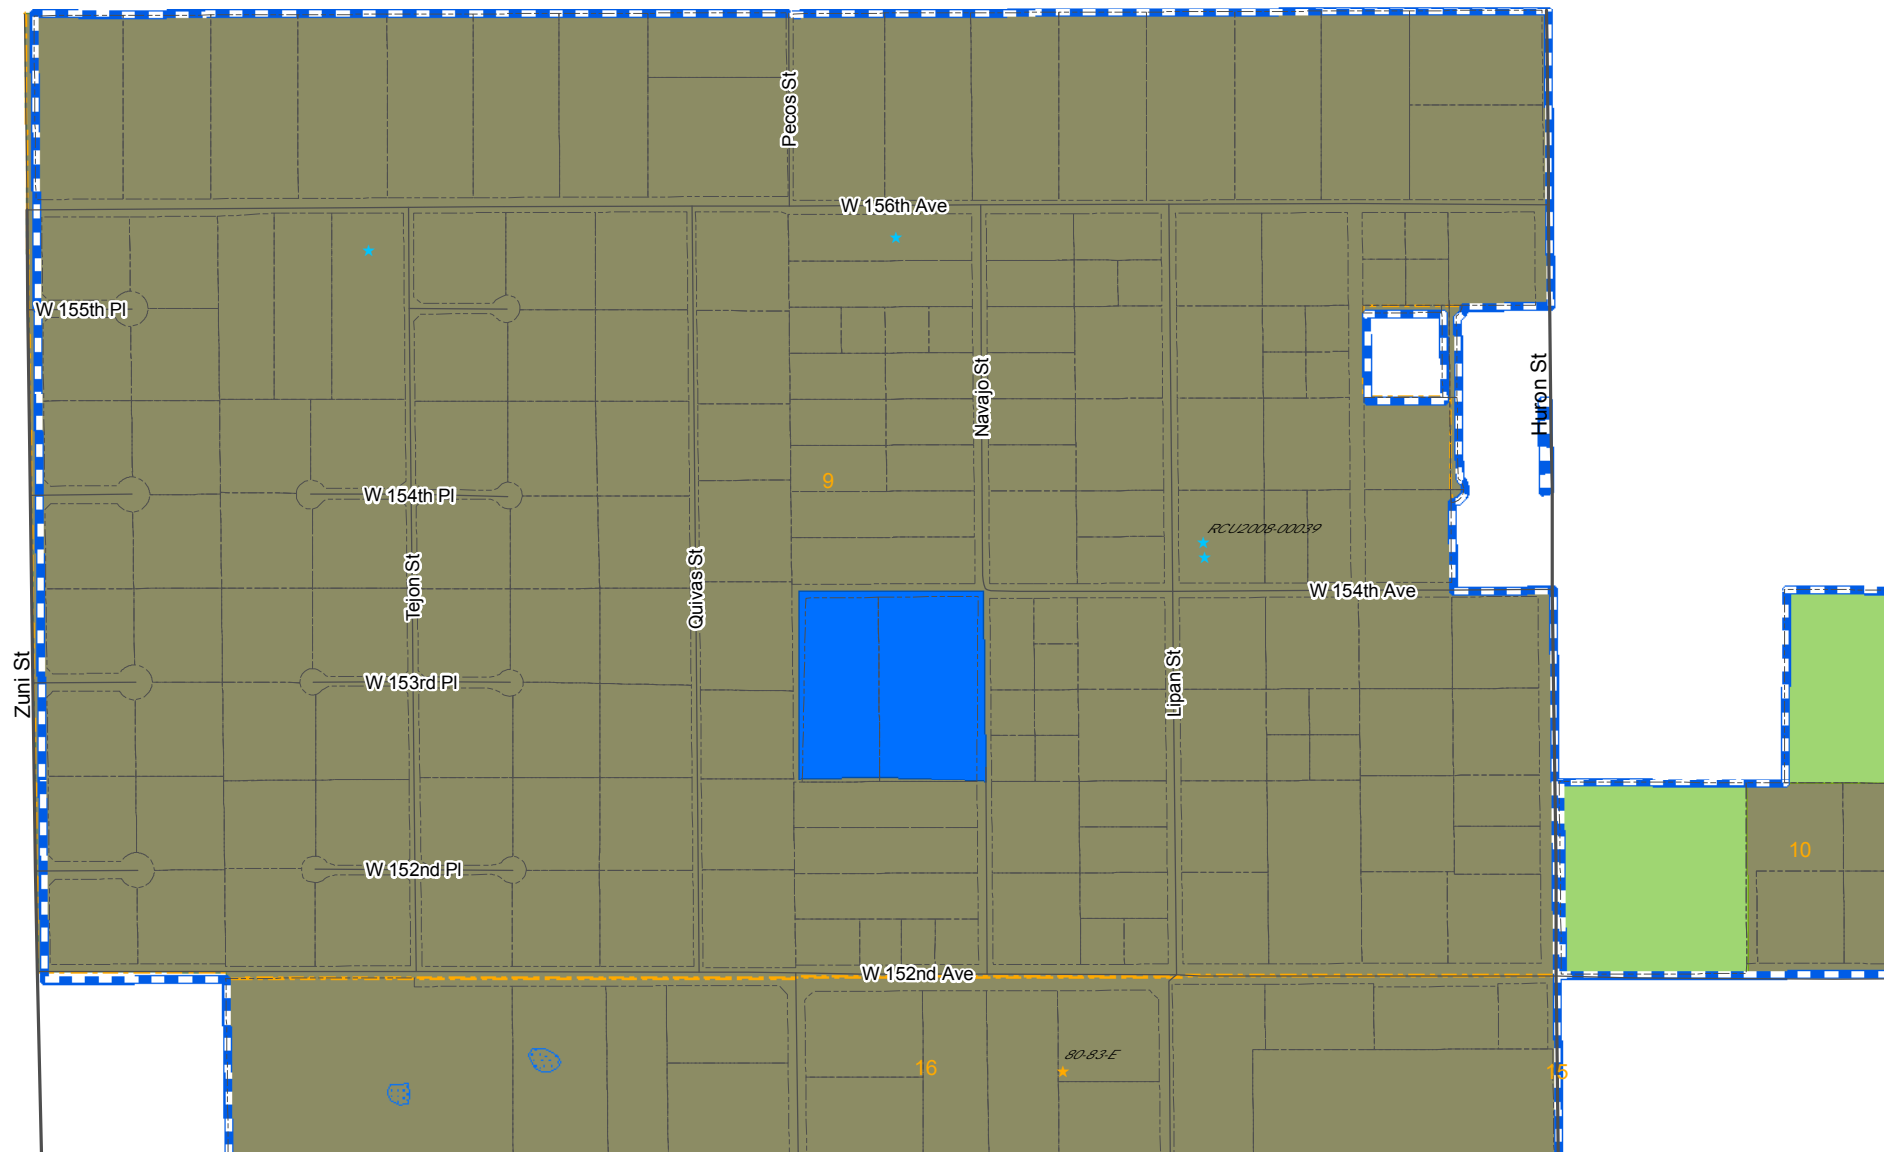 Pecos St
W 156th Ave
W 155th Pl
Navajo St
Huron St
9
W 154th Pl
RCU2008-00039
Tejon St
Quivas St
W 154th Ave
Zuni St
W 153rd Pl
Lipan St
10
W 152nd Pl
W 152nd Ave
80-83-E
16
15